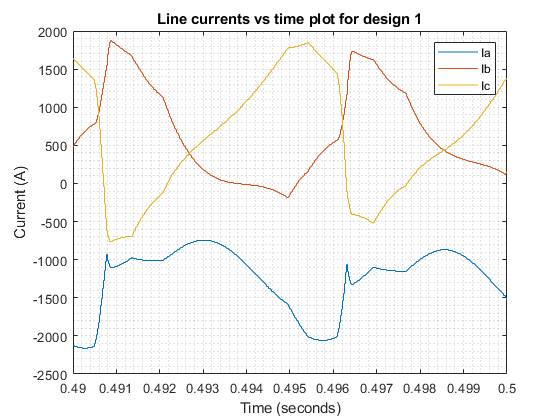 Line currents vs time plot for design 1
2000
1500
1000
500
0
-500
-1000
-1500
-2000
-2500
Current (A)
Ia
Ib
Ic
0.49 0.491 0.492 0.493 0.494 0.495 0.496 0.497 0.498 0.499 0.5
Time (seconds)